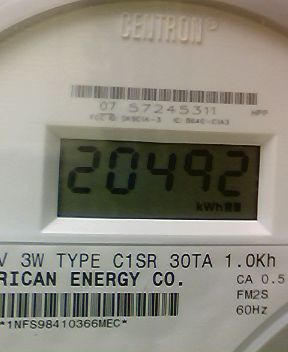 CENTRON®
07 57245311 HPP
20492
kWh
V 3W TYPE C1SR 30TA 1.0Kh
RICAN ENERGY CO. CA 0.5
FM2S
60Hz
*1NFS98410366MEC*